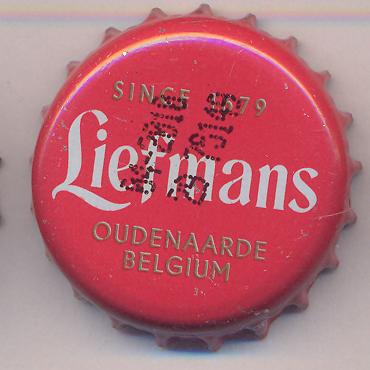 SINCE 1679
Liefmans
OUDENAARDE
BELGIUM